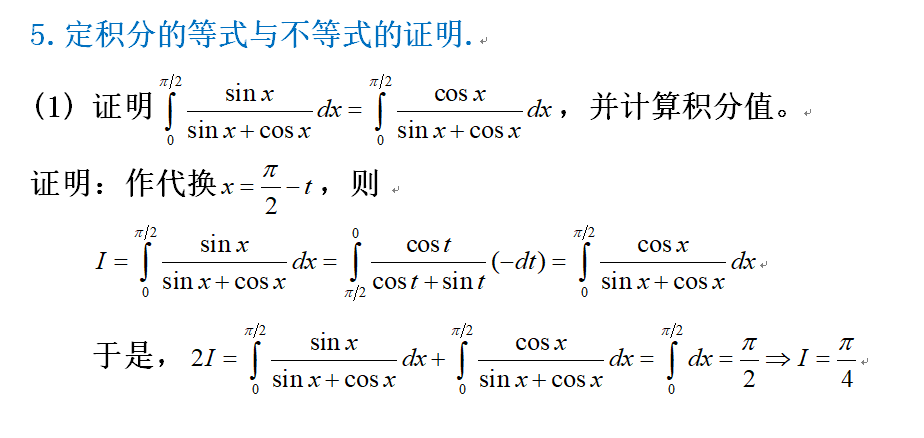 5.定积分的等式与不等式的证明.
(1) 证明∫₀^{π/2} sin x/(sin x+cos x) dx = ∫₀^{π/2} cos x/(sin x+cos x) dx，并计算积分值。
证明：作代换 x = π/2 − t，则
I = ∫₀^{π/2} sin x/(sin x+cos x) dx = ∫_{π/2}^{0} cos t/(cos t+sin t) (−dt) = ∫₀^{π/2} cos x/(sin x+cos x) dx
于是，2I = ∫₀^{π/2} sin x/(sin x+cos x) dx + ∫₀^{π/2} cos x/(sin x+cos x) dx = ∫₀^{π/2} dx = π/2 ⇒ I = π/4